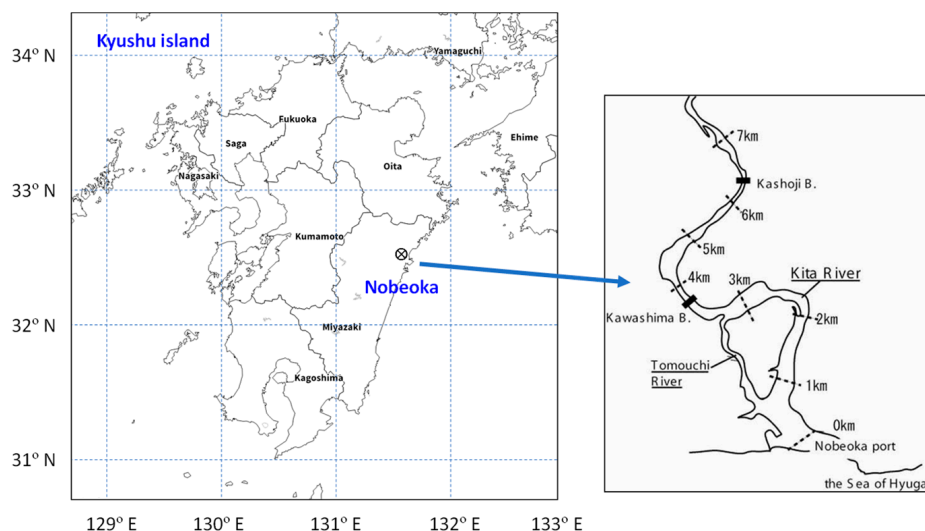 34° N
33° N
32° N
31° N
129° E
130° E
131° E
132° E
133° E
Kyushu island
Yamaguchi
Fukuoka
Saga
Ehime
Oita
Nagasaki
Kumamoto
Nobeoka
Miyazaki
Kagoshima
7km
Kashoji B.
6km
5km
4km
3km
Kita River
Kawashima B.
2km
Tomouchi
River
1km
0km
Nobeoka port
the Sea of Hyuga